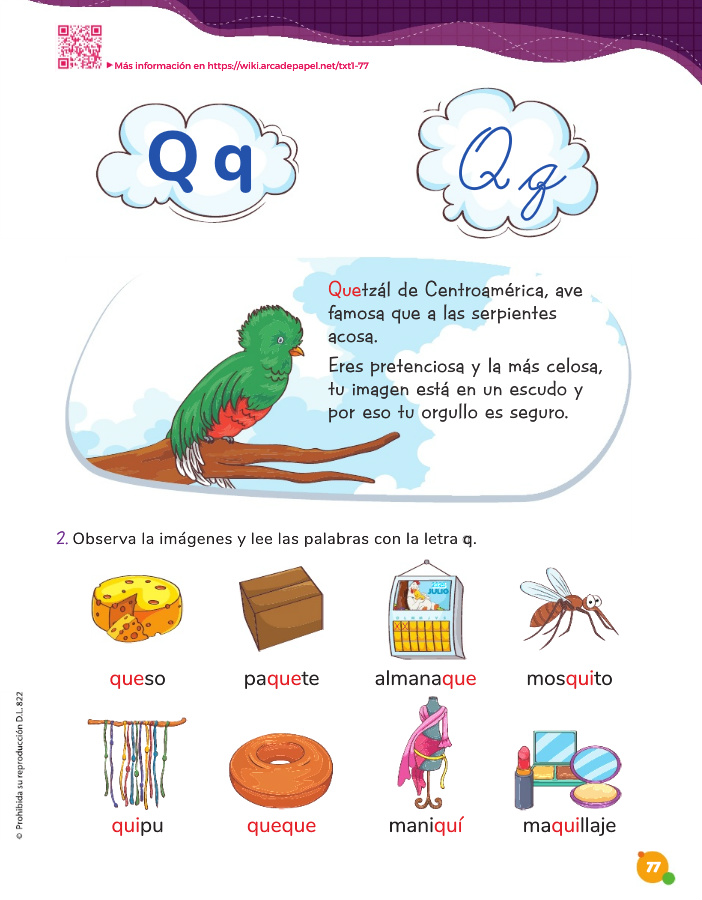 ▶Más información en https://wiki.arcadepapel.net/txt1-77
Q q
Q q
Quetzál de Centroamérica, ave
famosa que a las serpientes
acosa.
Eres pretenciosa y la más celosa,
tu imagen está en un escudo y
por eso tu orgullo es seguro.
2. Observa la imágenes y lee las palabras con la letra q.
JULIO
queso paquete almanaque mosquito
quipu queque maniquí maquillaje
© Prohibida su reproducción D.L. 822
77